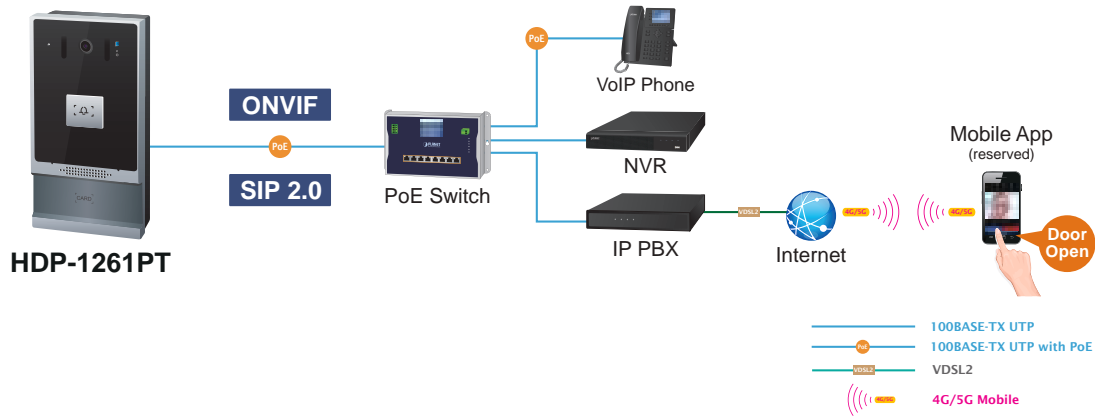 HDP-1261PT
CARD
ONVIF
PoE
SIP 2.0
PLANET
PoE Switch
PoE
VoIP Phone
NVR
IP PBX
VDSL2
Internet
4G/5G
4G/5G
Mobile App
(reserved)
Door
Open
100BASE-TX UTP
PoE
100BASE-TX UTP with PoE
VDSL2
VDSL2
4G/5G
4G/5G Mobile